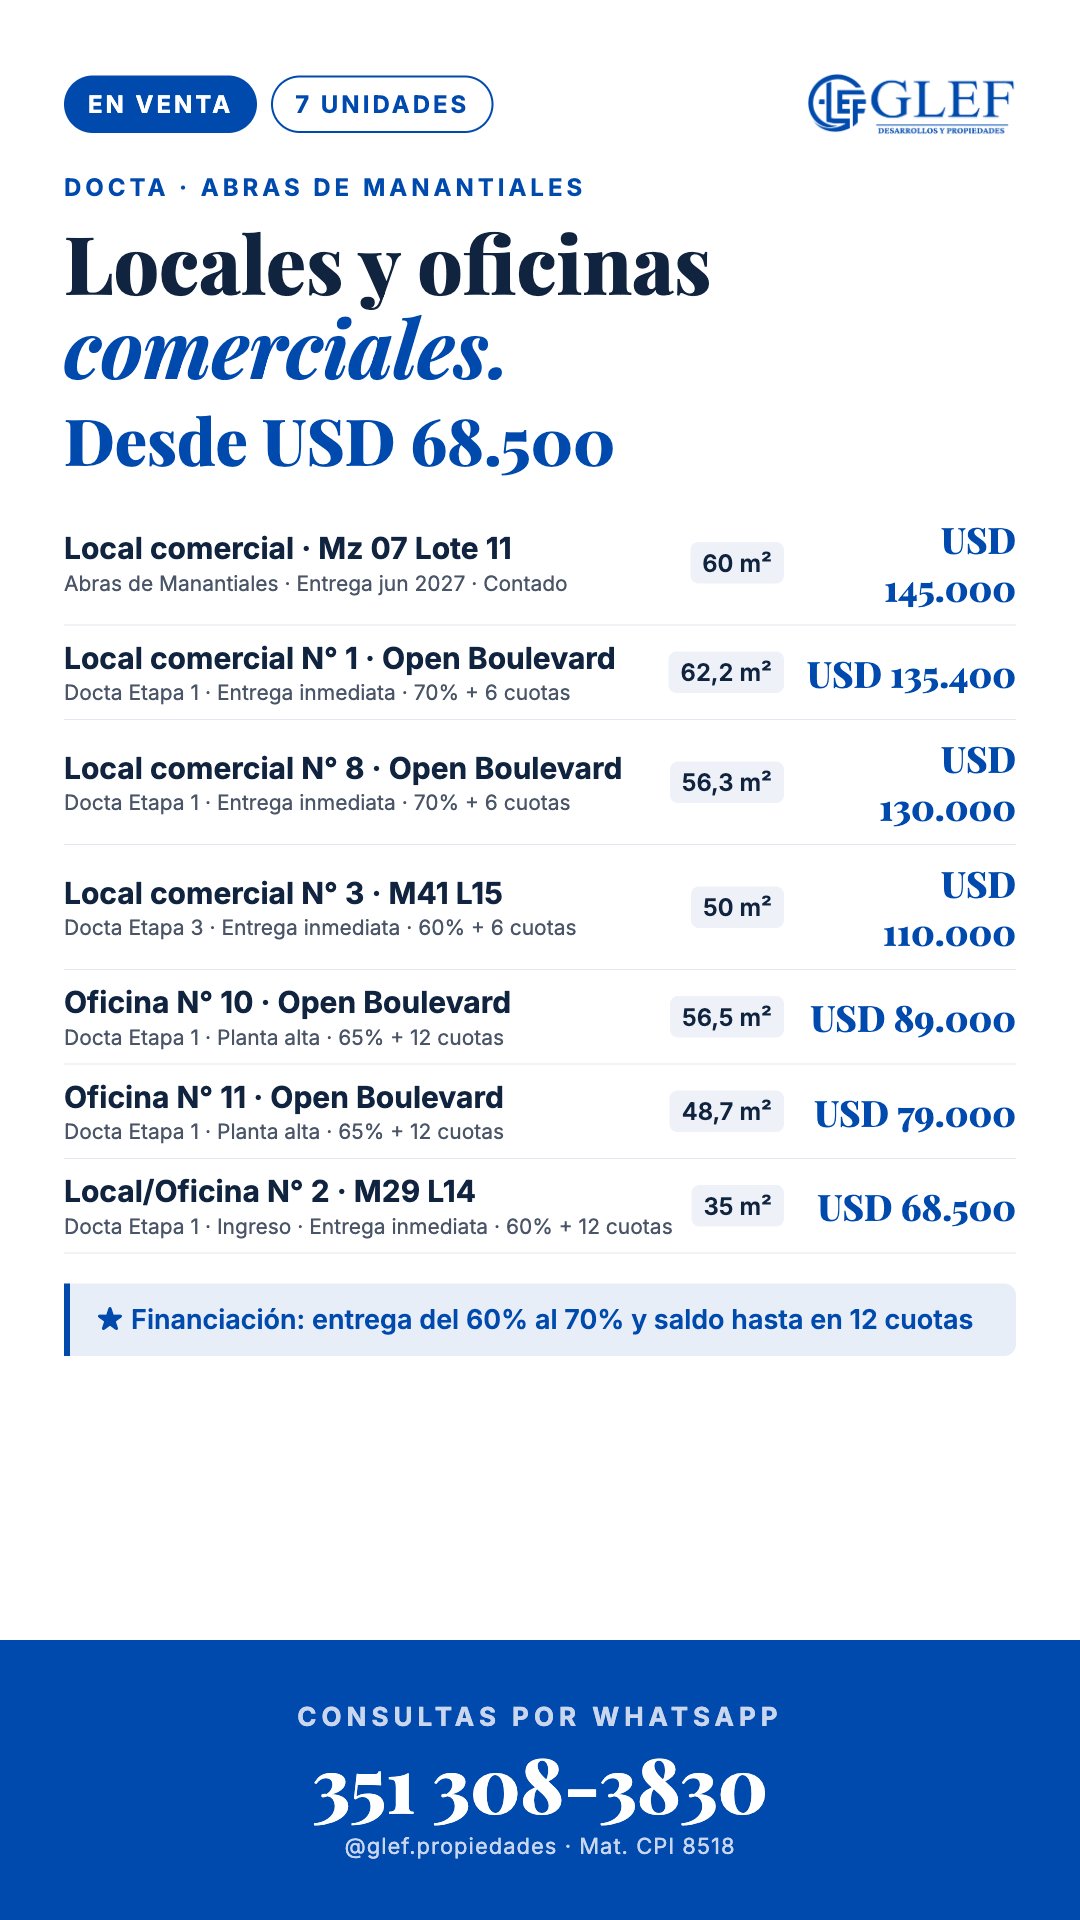 EN VENTA
7 UNIDADES
GLEF
DESARROLLOS Y PROPIEDADES
DOCTA · ABRAS DE MANANTIALES
Locales y oficinas
comerciales.
Desde USD 68.500
Local comercial · Mz 07 Lote 11
Abras de Manantiales · Entrega jun 2027 · Contado
60 m²
USD
145.000
Local comercial N° 1 · Open Boulevard
Docta Etapa 1 · Entrega inmediata · 70% + 6 cuotas
62,2 m²
USD 135.400
Local comercial N° 8 · Open Boulevard
Docta Etapa 1 · Entrega inmediata · 70% + 6 cuotas
56,3 m²
USD
130.000
Local comercial N° 3 · M41 L15
Docta Etapa 3 · Entrega inmediata · 60% + 6 cuotas
50 m²
USD
110.000
Oficina N° 10 · Open Boulevard
Docta Etapa 1 · Planta alta · 65% + 12 cuotas
56,5 m²
USD 89.000
Oficina N° 11 · Open Boulevard
Docta Etapa 1 · Planta alta · 65% + 12 cuotas
48,7 m²
USD 79.000
Local/Oficina N° 2 · M29 L14
Docta Etapa 1 · Ingreso · Entrega inmediata · 60% + 12 cuotas
35 m²
USD 68.500
★ Financiación: entrega del 60% al 70% y saldo hasta en 12 cuotas
CONSULTAS POR WHATSAPP
351 308-3830
@glef.propiedades · Mat. CPI 8518